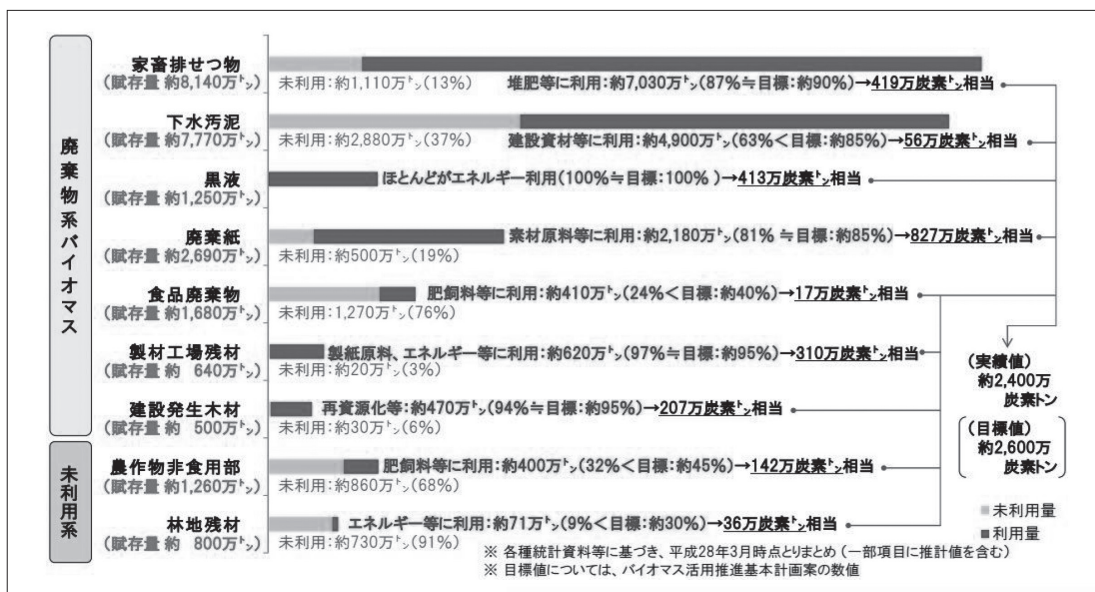 廃棄物系バイオマス
家畜排せつ物
(賦存量 約8,140万㌧)
未利用:約1,110万㌧(13%)
堆肥等に利用:約7,030万㌧(87%≒目標:約90%)→419万炭素㌧相当
下水汚泥
(賦存量 約7,770万㌧)
未利用:約2,880万㌧(37%)
建設資材等に利用:約4,900万㌧(63%<目標:約85%)→56万炭素㌧相当
黒液
(賦存量 約1,250万㌧)
ほとんどがエネルギー利用(100%≒目標:100% )→413万炭素㌧相当
廃棄紙
(賦存量 約2,690万㌧)
素材原料等に利用:約2,180万㌧(81% ≒目標:約85%)→827万炭素㌧相当
未利用:約500万㌧(19%)
食品廃棄物
(賦存量 約1,680万㌧)
肥飼料等に利用:約410万㌧(24%<目標:約40%)→17万炭素㌧相当
未利用:1,270万㌧(76%)
製材工場残材
(賦存量 約 640万㌧)
製紙原料、エネルギー等に利用:約620万㌧(97%≒目標:約95%)→310万炭素㌧相当
未利用:約20万㌧(3%)
建設発生木材
(賦存量 約 500万㌧)
再資源化等:約470万㌧(94%≒目標:約95%)→207万炭素㌧相当
未利用:約30万㌧(6%)
未利用系
農作物非食用部
(賦存量 約1,260万㌧)
肥飼料等に利用:約400万㌧(32%<目標:約45%)→142万炭素㌧相当
未利用:約860万㌧(68%)
林地残材
(賦存量 約 800万㌧)
エネルギー等に利用:約71万㌧(9%<目標:約30%)→36万炭素㌧相当
未利用:約730万㌧(91%)
(実績値)
約2,400万
炭素トン
(目標値)
約2,600万
炭素トン
未利用量
利用量
※ 各種統計資料等に基づき、平成28年3月時点とりまとめ(一部項目に推計値を含む)
※ 目標値については、バイオマス活用推進基本計画案の数値